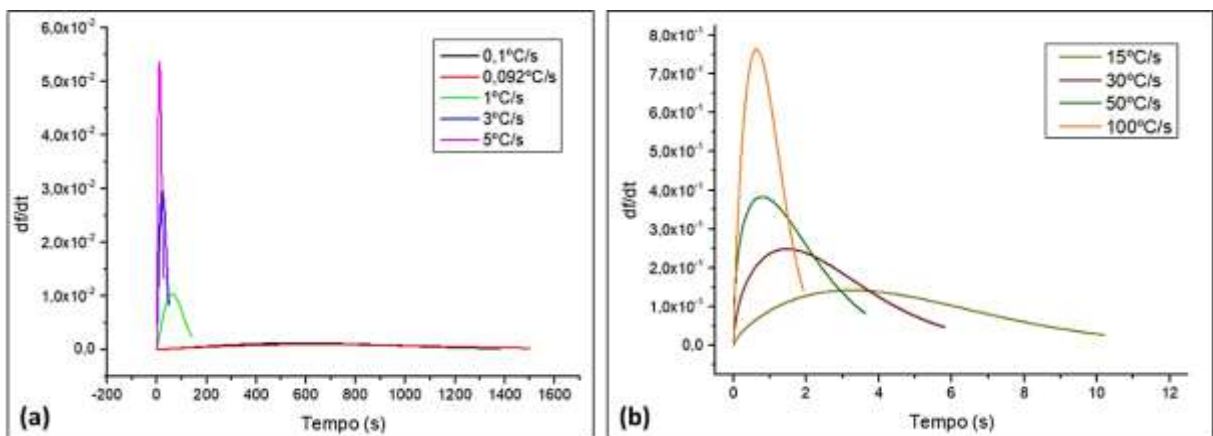 6,0x10⁻²
5,0x10⁻²
4,0x10⁻²
3,0x10⁻²
2,0x10⁻²
1,0x10⁻²
0,0
df/dt
-200 0 200 400 600 800 1000 1200 1400 1600
Tempo (s)
0,1ºC/s
0,092ºC/s
1ºC/s
3ºC/s
5ºC/s
(a)
8,0x10⁻¹
7,0x10⁻¹
6,0x10⁻¹
5,0x10⁻¹
4,0x10⁻¹
3,0x10⁻¹
2,0x10⁻¹
1,0x10⁻¹
0,0
df/dt
0 2 4 6 8 10 12
Tempo (s)
15ºC/s
30ºC/s
50ºC/s
100ºC/s
(b)